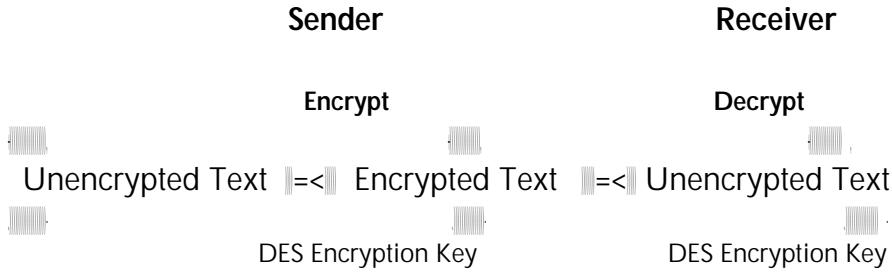 Sender Receiver
Encrypt Decrypt
Unencrypted Text =< Encrypted Text =< Unencrypted Text
DES Encryption Key DES Encryption Key